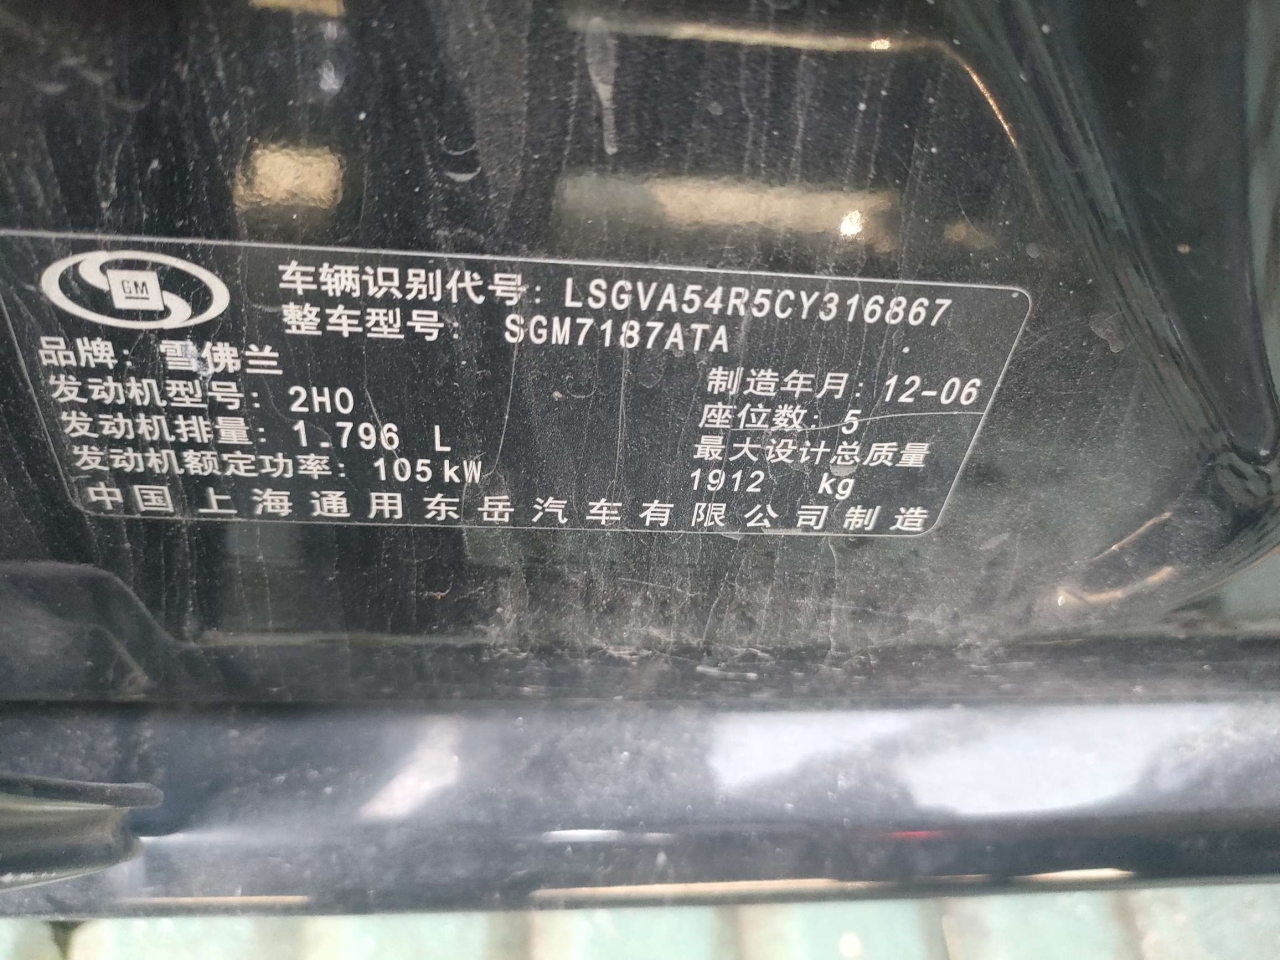 GM
车辆识别代号: LSGVA54R5CY316867
整车型号: SGM7187ATA
品牌: 雪佛兰
发动机型号: 2H0
制造年月: 12-06
发动机排量: 1.796 L
座位数: 5
发动机额定功率: 105kW
最大设计总质量
1912 kg
中国上海通用东岳汽车有限公司制造